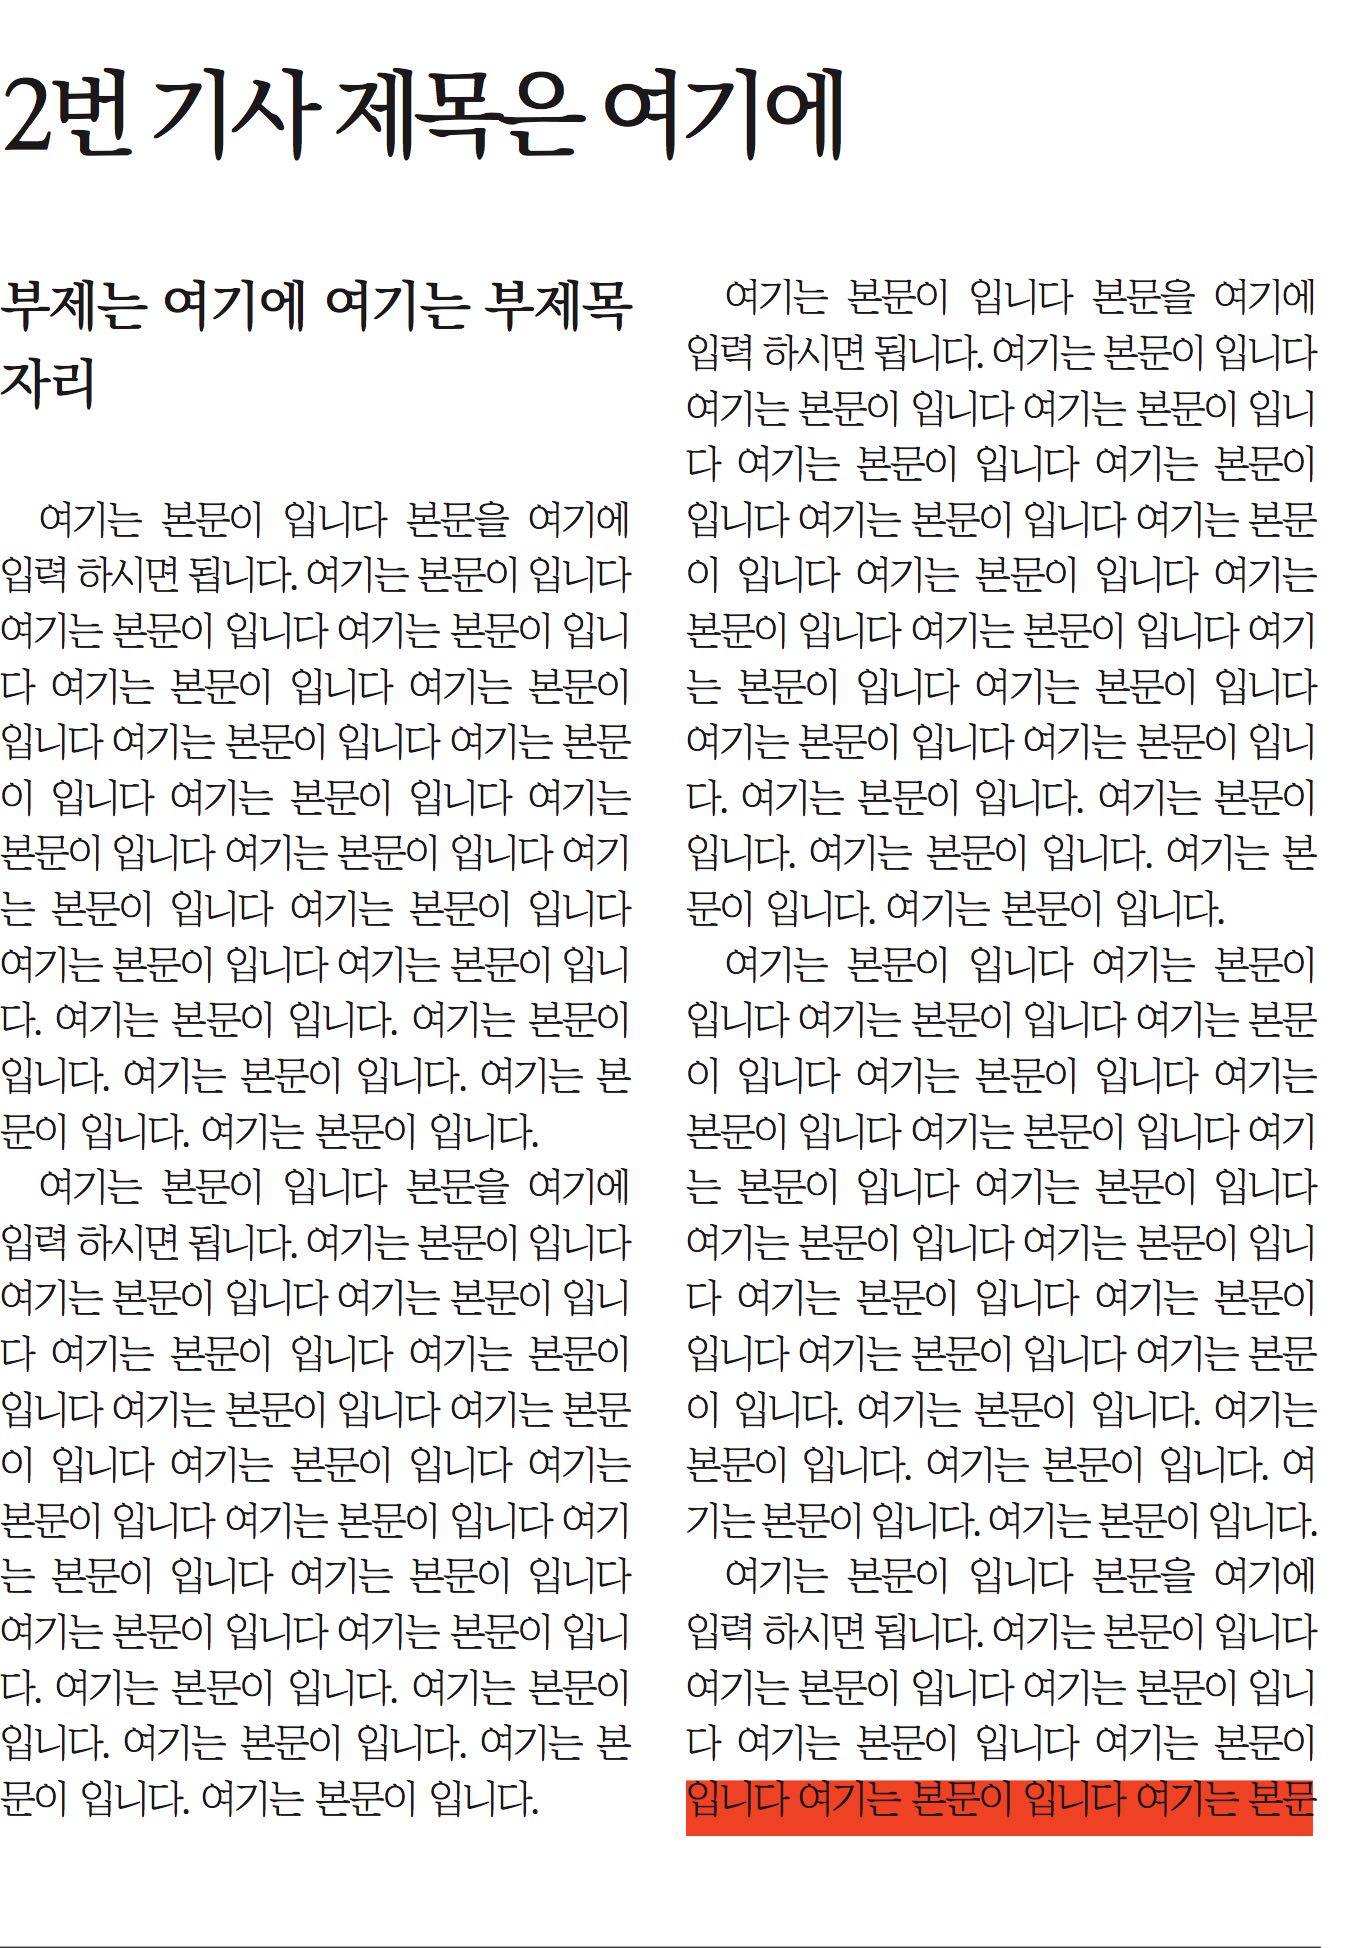 2번 기사 제목은 여기에
부제는 여기에 여기는 부제목
자리
여기는 본문이 입니다 본문을 여기에
입력 하시면 됩니다. 여기는 본문이 입니다
여기는 본문이 입니다 여기는 본문이 입니
다 여기는 본문이 입니다 여기는 본문이
입니다 여기는 본문이 입니다 여기는 본문
이 입니다 여기는 본문이 입니다 여기는
본문이 입니다 여기는 본문이 입니다 여기
는 본문이 입니다 여기는 본문이 입니다
여기는 본문이 입니다 여기는 본문이 입니
다. 여기는 본문이 입니다. 여기는 본문이
입니다. 여기는 본문이 입니다. 여기는 본
문이 입니다. 여기는 본문이 입니다.
여기는 본문이 입니다 본문을 여기에
입력 하시면 됩니다. 여기는 본문이 입니다
여기는 본문이 입니다 여기는 본문이 입니
다 여기는 본문이 입니다 여기는 본문이
입니다 여기는 본문이 입니다 여기는 본문
이 입니다 여기는 본문이 입니다 여기는
본문이 입니다 여기는 본문이 입니다 여기
는 본문이 입니다 여기는 본문이 입니다
여기는 본문이 입니다 여기는 본문이 입니
다. 여기는 본문이 입니다. 여기는 본문이
입니다. 여기는 본문이 입니다. 여기는 본
문이 입니다. 여기는 본문이 입니다.
여기는 본문이 입니다 본문을 여기에
입력 하시면 됩니다. 여기는 본문이 입니다
여기는 본문이 입니다 여기는 본문이 입니
다 여기는 본문이 입니다 여기는 본문이
입니다 여기는 본문이 입니다 여기는 본문
이 입니다 여기는 본문이 입니다 여기는
본문이 입니다 여기는 본문이 입니다 여기
는 본문이 입니다 여기는 본문이 입니다
여기는 본문이 입니다 여기는 본문이 입니
다. 여기는 본문이 입니다. 여기는 본문이
입니다. 여기는 본문이 입니다. 여기는 본
문이 입니다. 여기는 본문이 입니다.
여기는 본문이 입니다 여기는 본문이
입니다 여기는 본문이 입니다 여기는 본문
이 입니다 여기는 본문이 입니다 여기는
본문이 입니다 여기는 본문이 입니다 여기
는 본문이 입니다 여기는 본문이 입니다
여기는 본문이 입니다 여기는 본문이 입니
다 여기는 본문이 입니다 여기는 본문이
입니다 여기는 본문이 입니다 여기는 본문
이 입니다. 여기는 본문이 입니다. 여기는
본문이 입니다. 여기는 본문이 입니다. 여
기는 본문이 입니다. 여기는 본문이 입니다.
여기는 본문이 입니다 본문을 여기에
입력 하시면 됩니다. 여기는 본문이 입니다
여기는 본문이 입니다 여기는 본문이 입니
다 여기는 본문이 입니다 여기는 본문이
입니다 여기는 본문이 입니다 여기는 본문